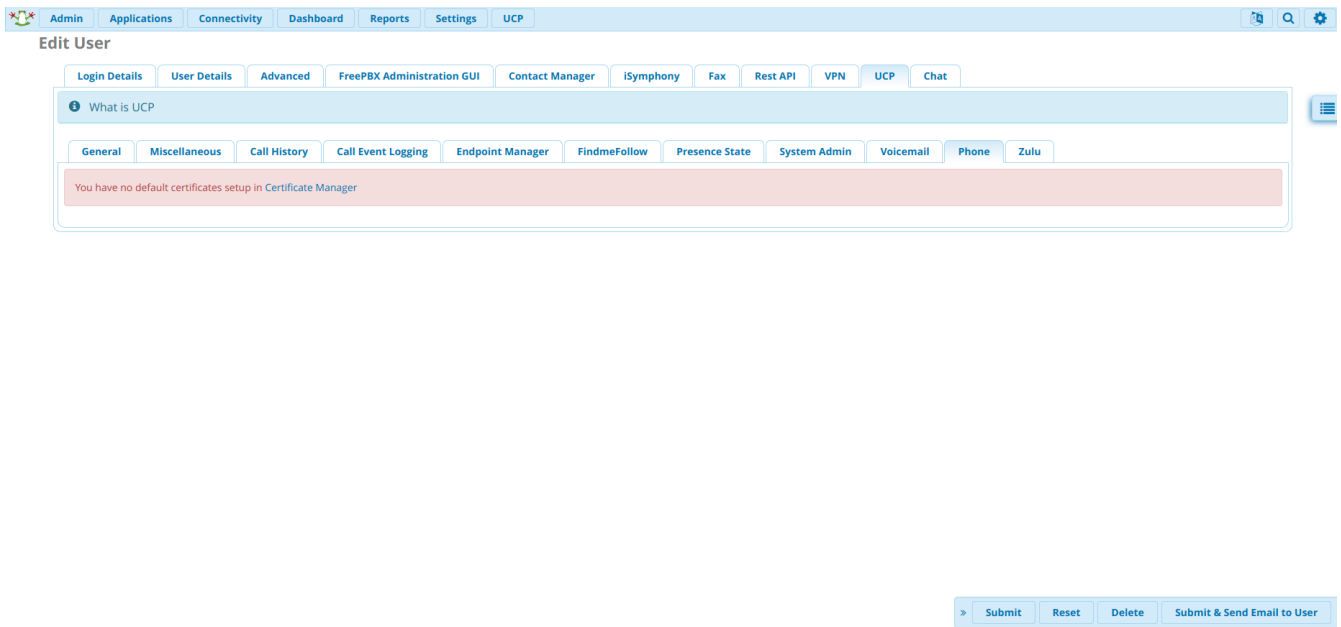 Admin Applications Connectivity Dashboard Reports Settings UCP
Edit User
Login Details User Details Advanced FreePBX Administration GUI Contact Manager iSymphony Fax Rest API VPN UCP Chat
What is UCP
General Miscellaneous Call History Call Event Logging Endpoint Manager FindmeFollow Presence State System Admin Voicemail Phone Zulu
You have no default certificates setup in Certificate Manager
» Submit Reset Delete Submit & Send Email to User